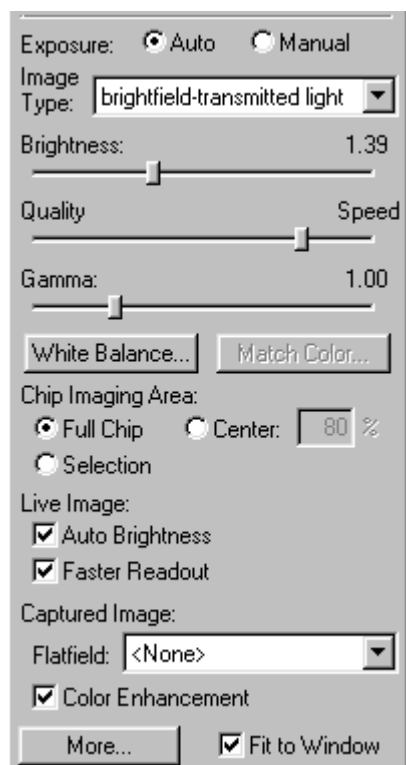 Exposure: Auto Manual
Image
Type: brightfield-transmitted light
Brightness: 1.39
Quality Speed
Gamma: 1.00
White Balance... Match Color...
Chip Imaging Area:
Full Chip Center: 80 %
Selection
Live Image:
Auto Brightness
Faster Readout
Captured Image:
Flatfield: <None>
Color Enhancement
More... Fit to Window